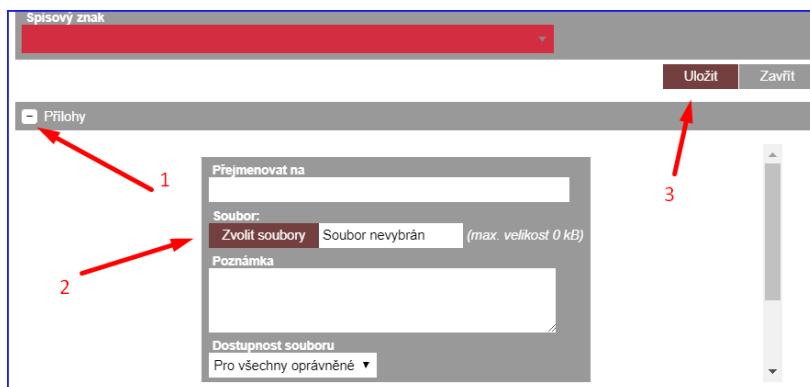 Spisový znak
Uložit Zavřít
− Přílohy
1
3
Přejmenovat na
Soubor:
Zvolit soubory Soubor nevybrán (max. velikost 0 kB)
2
Poznámka
Dostupnost souboru
Pro všechny oprávněné